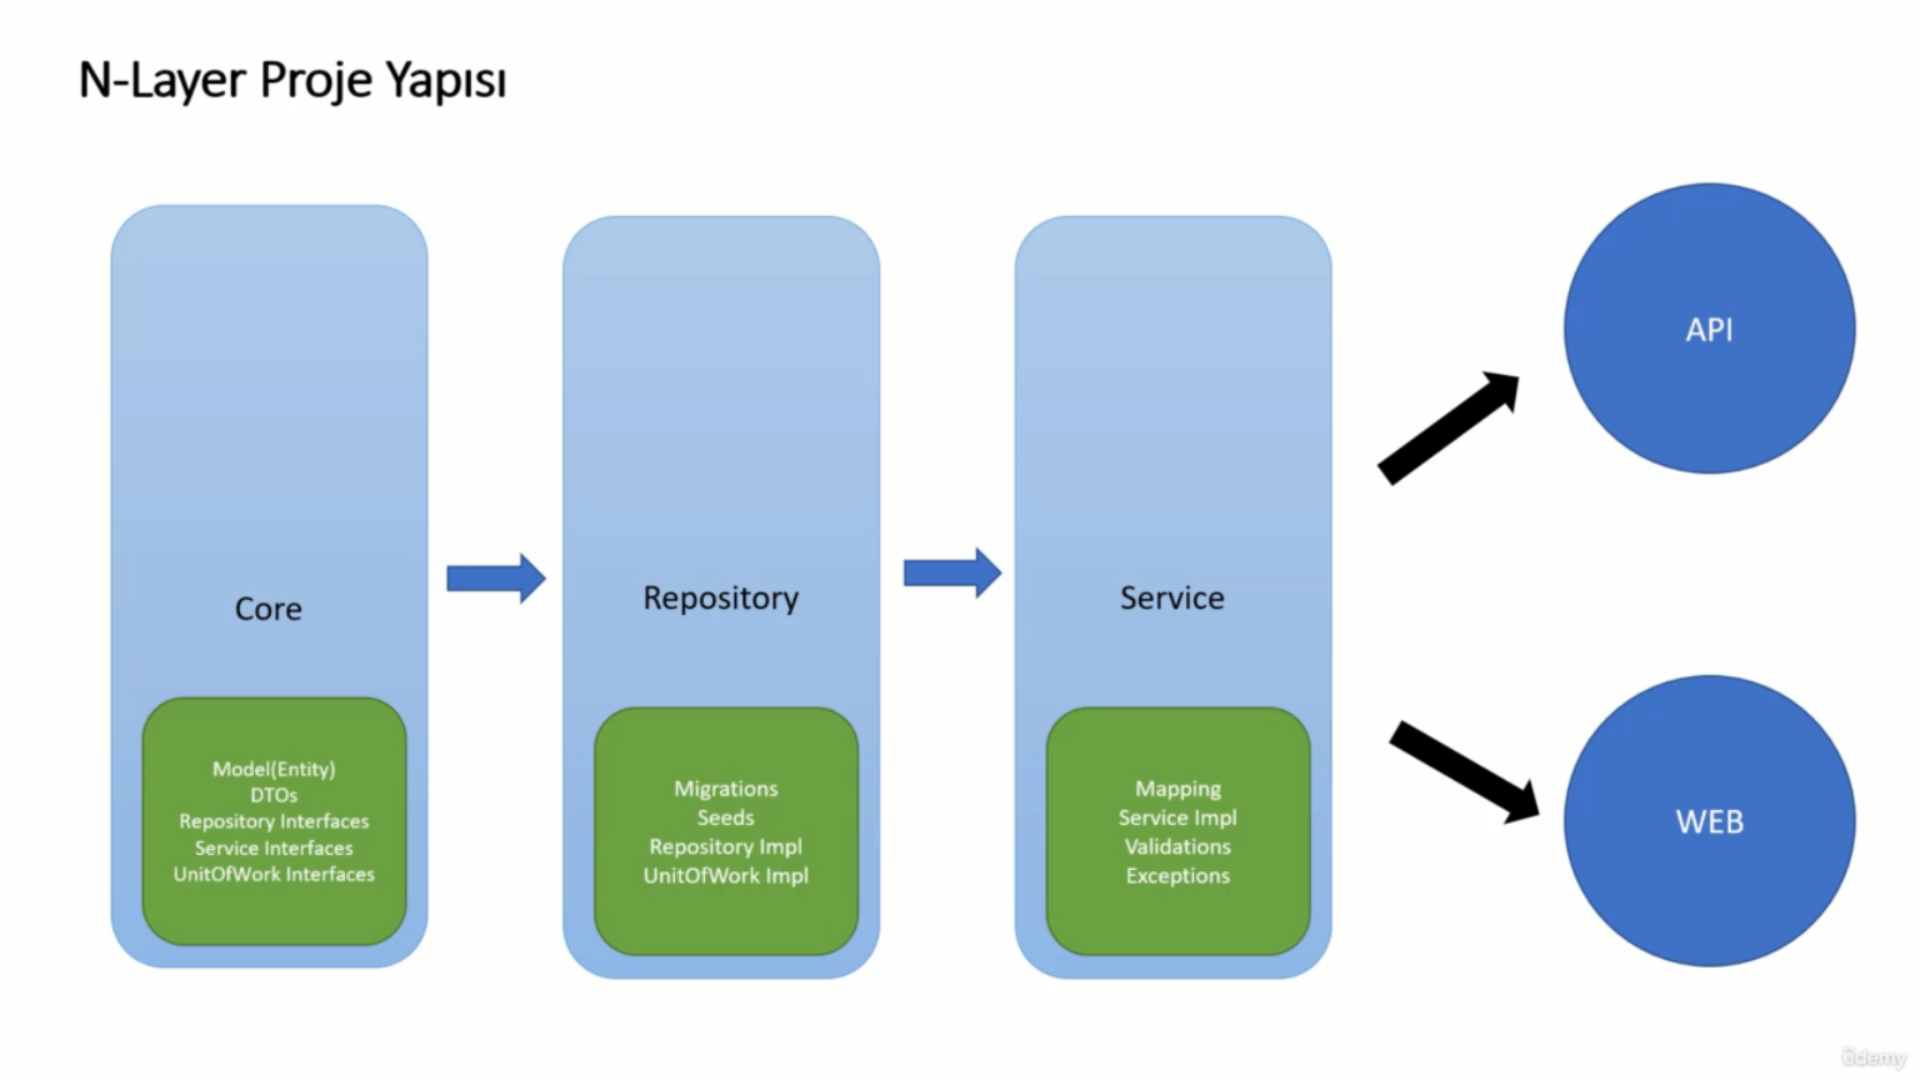 N-Layer Proje Yapısı
Core
Model(Entity)
DTOs
Repository Interfaces
Service Interfaces
UnitOfWork Interfaces
Repository
Migrations
Seeds
Repository Impl
UnitOfWork Impl
Service
Mapping
Service Impl
Validations
Exceptions
API
WEB
ûdemy